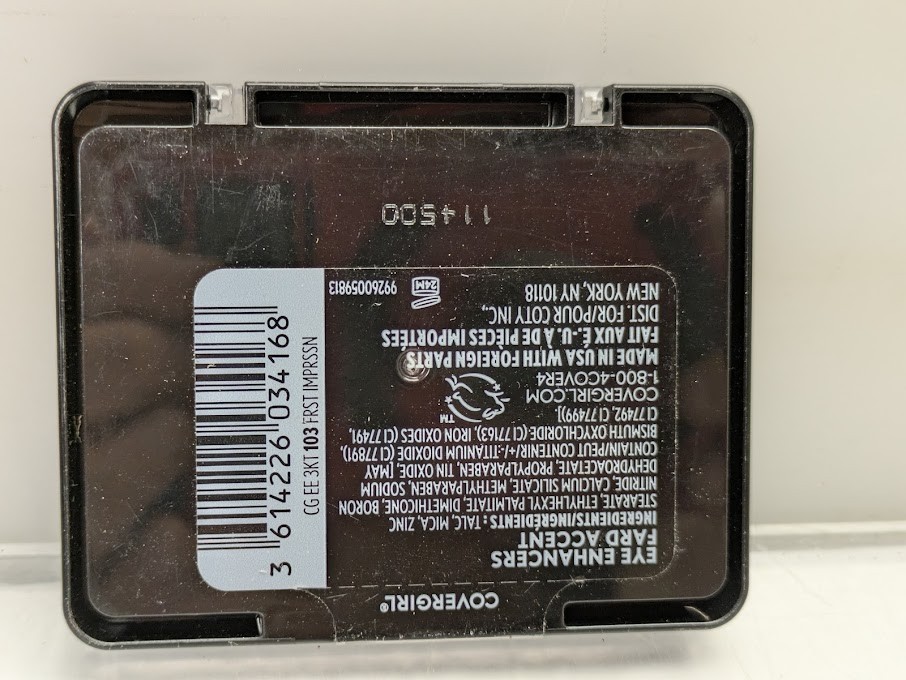 COVERGIRL®
EYE ENHANCERS
FARD ACCENT
INGREDIENTS/INGRÉDIENTS: TALC, MICA, ZINC
STEARATE, ETHYLHEXYL PALMITATE, DIMETHICONE, BORON
NITRIDE, CALCIUM SILICATE, METHYLPARABEN, SODIUM
DEHYDROACETATE, PROPYLPARABEN, TIN OXIDE, [MAY
CONTAIN/PEUT CONTENIR/+/-:TITANIUM DIOXIDE (CI 77891),
BISMUTH OXYCHLORIDE (CI 77163), IRON OXIDES (CI 77491,
CI 77492, CI 77499)].
COVERGIRL.COM
1-800-4COVER4
TM
MADE IN USA WITH FOREIGN PARTS
FAIT AUX É.-U. À DE PIÈCES IMPORTÉES
DIST. FOR/POUR COTY INC.,
NEW YORK, NY 10118
24M
99260059813
CG EE 3KT 103 FRST IMPRSSN
3 614226 034168
114500